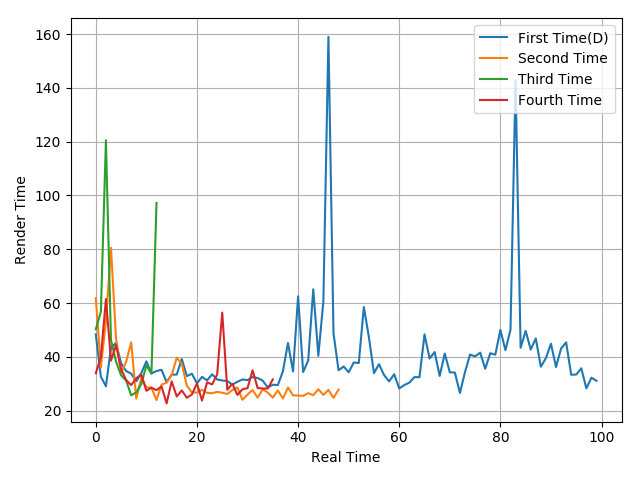 First Time(D)
Second Time
Third Time
Fourth Time
Render Time
160
140
120
100
80
60
40
20
0 20 40 60 80 100
Real Time